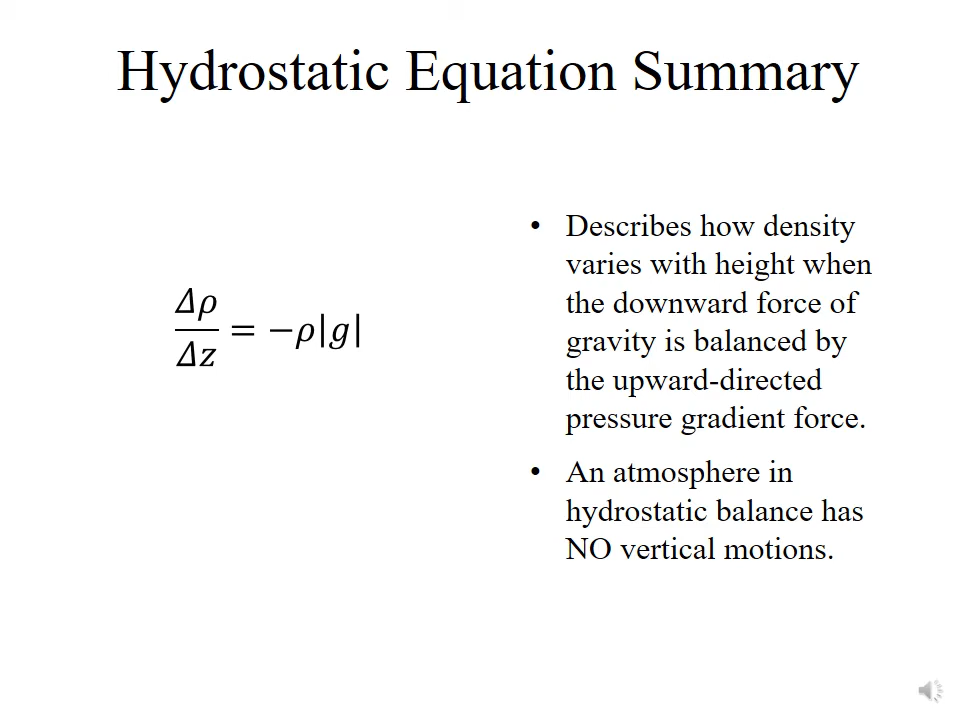 Hydrostatic Equation Summary
Δρ
Δz
= −ρ|g|
• Describes how density
varies with height when
the downward force of
gravity is balanced by
the upward-directed
pressure gradient force.
• An atmosphere in
hydrostatic balance has
NO vertical motions.